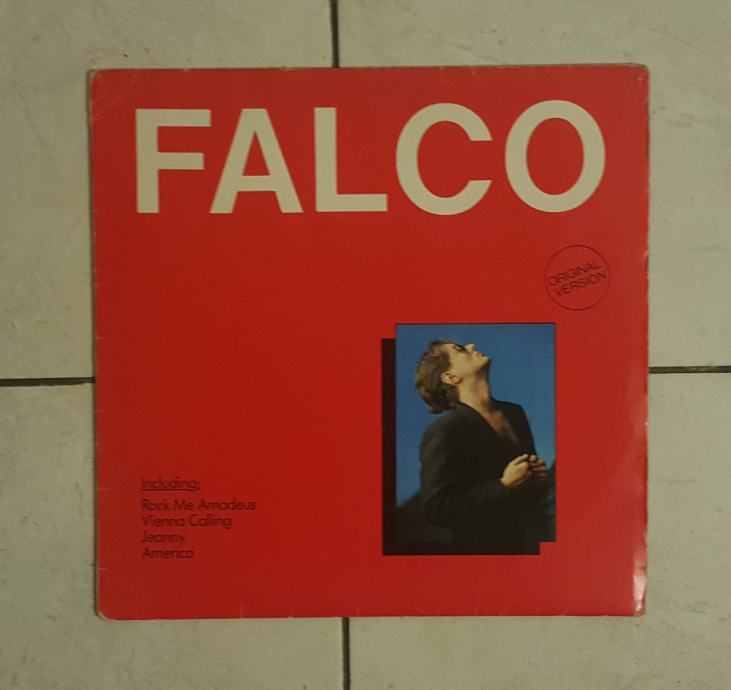 FALCO
ORIGINAL
VERSION
Including:
Rock Me Amadeus
Vienna Calling
Jeanny
America